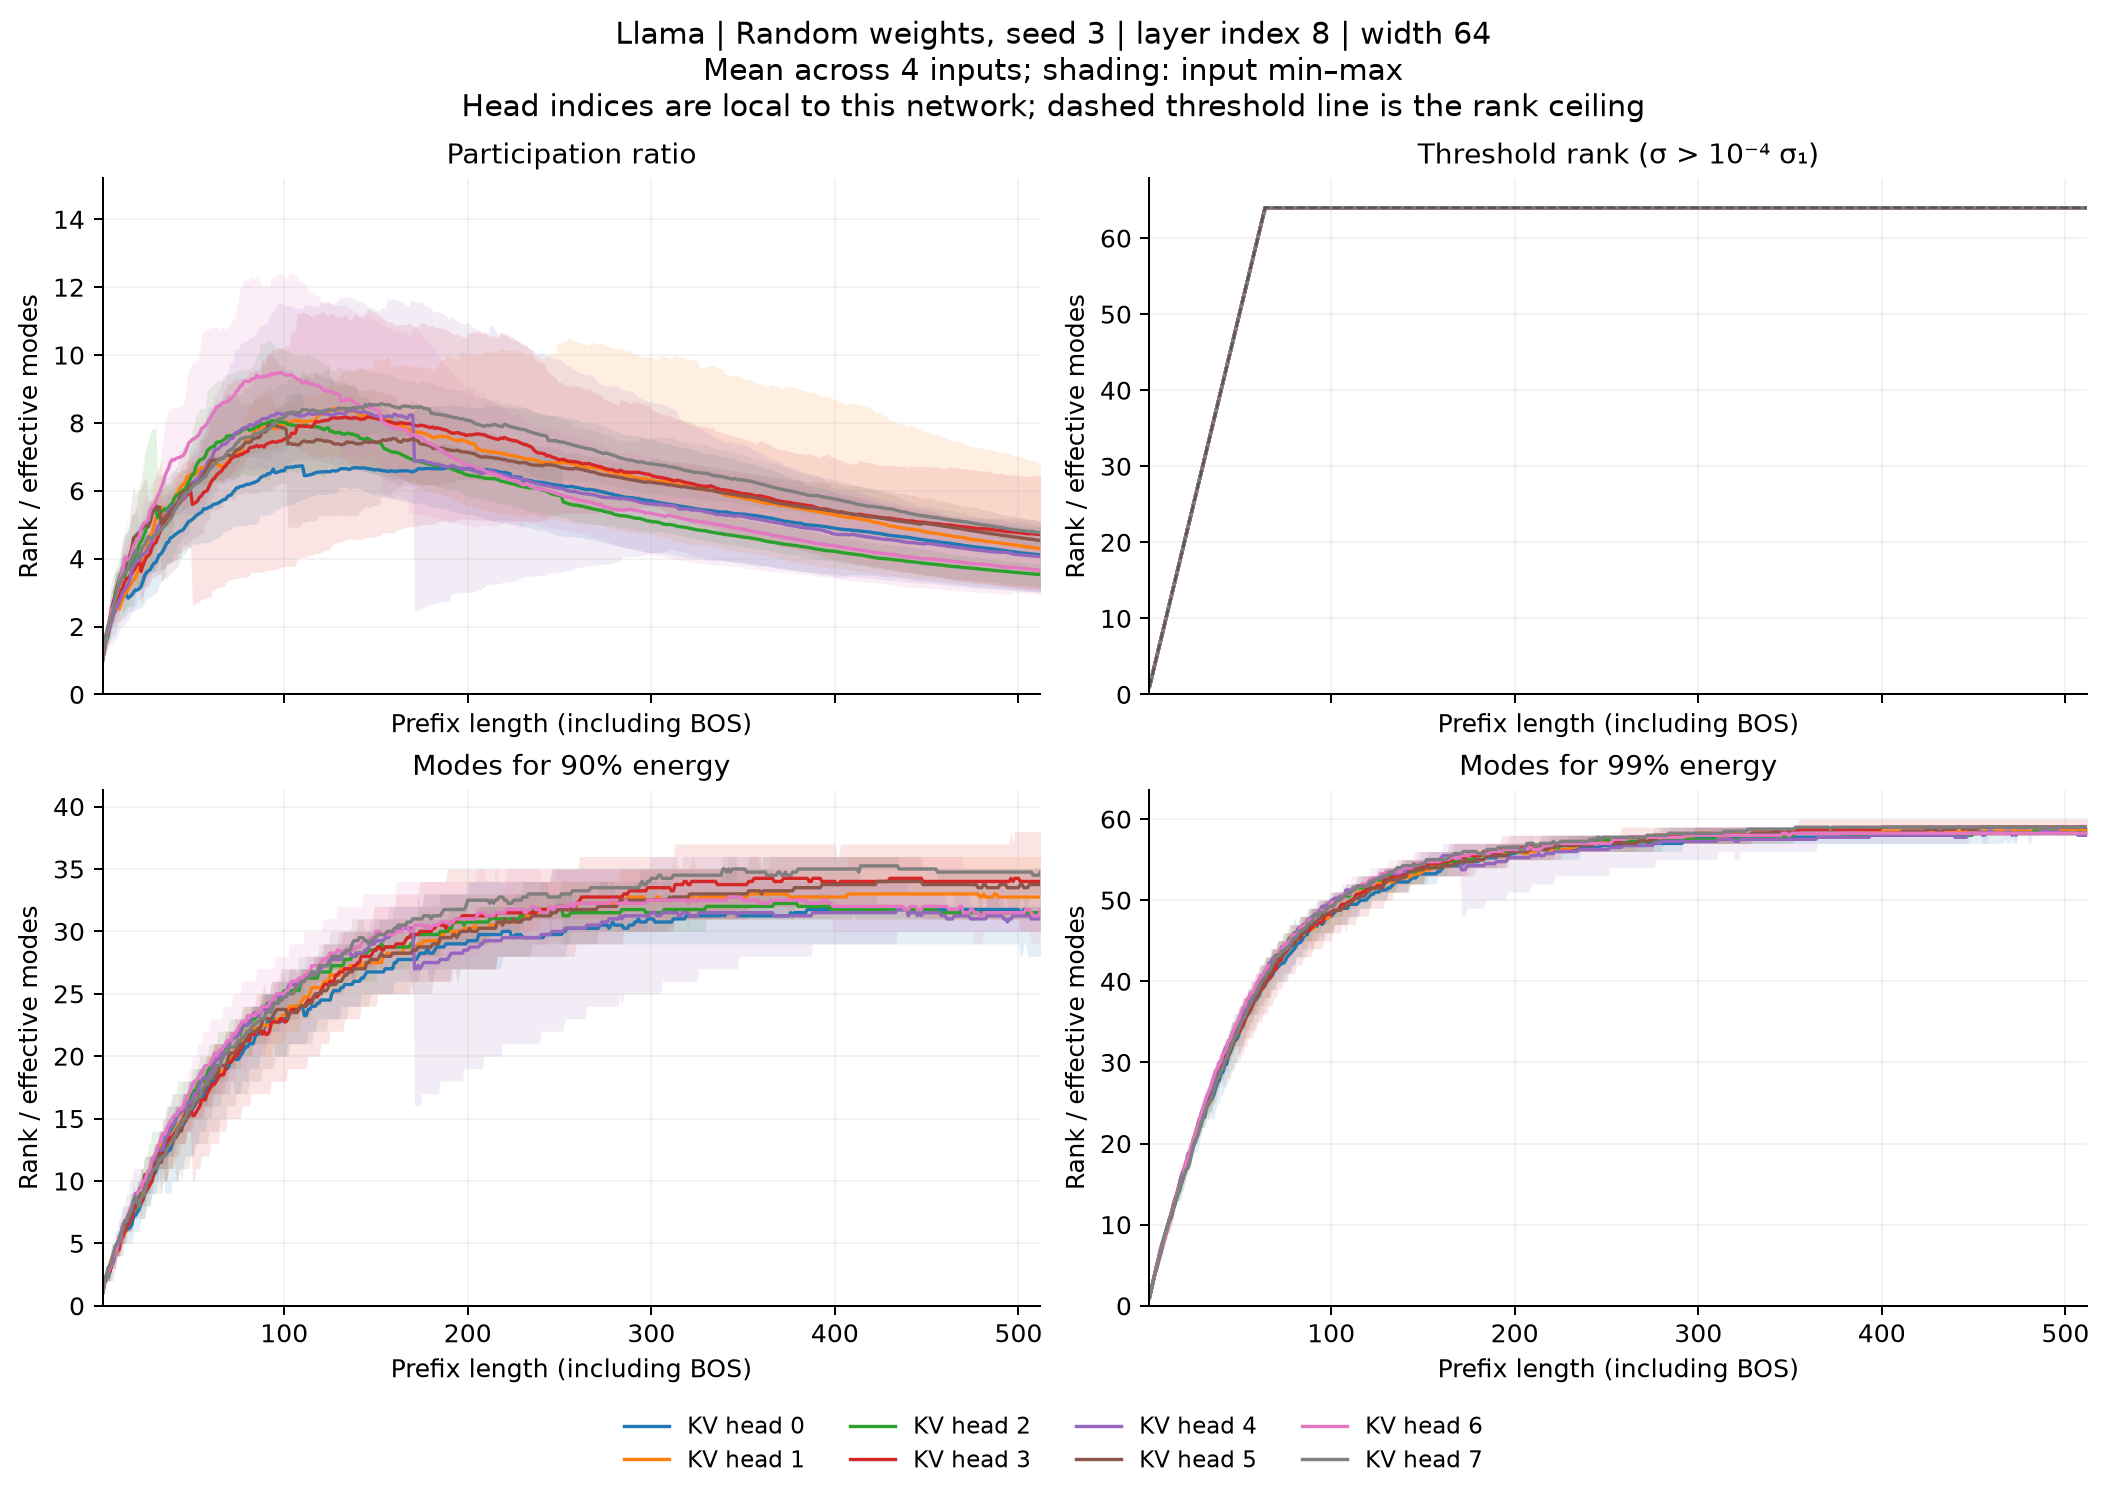 Llama | Random weights, seed 3 | layer index 8 | width 64
Mean across 4 inputs; shading: input min–max
Head indices are local to this network; dashed threshold line is the rank ceiling
Participation ratio
14
12
10
8
6
4
2
0
Rank / effective modes
Prefix length (including BOS)
Threshold rank (σ > 10⁻⁴ σ₁)
60
50
40
30
20
10
0
Rank / effective modes
Prefix length (including BOS)
Modes for 90% energy
40
35
30
25
20
15
10
5
0
Rank / effective modes
100 200 300 400 500
Prefix length (including BOS)
Modes for 99% energy
60
50
40
30
20
10
0
Rank / effective modes
100 200 300 400 500
Prefix length (including BOS)
KV head 0 KV head 2 KV head 4 KV head 6
KV head 1 KV head 3 KV head 5 KV head 7